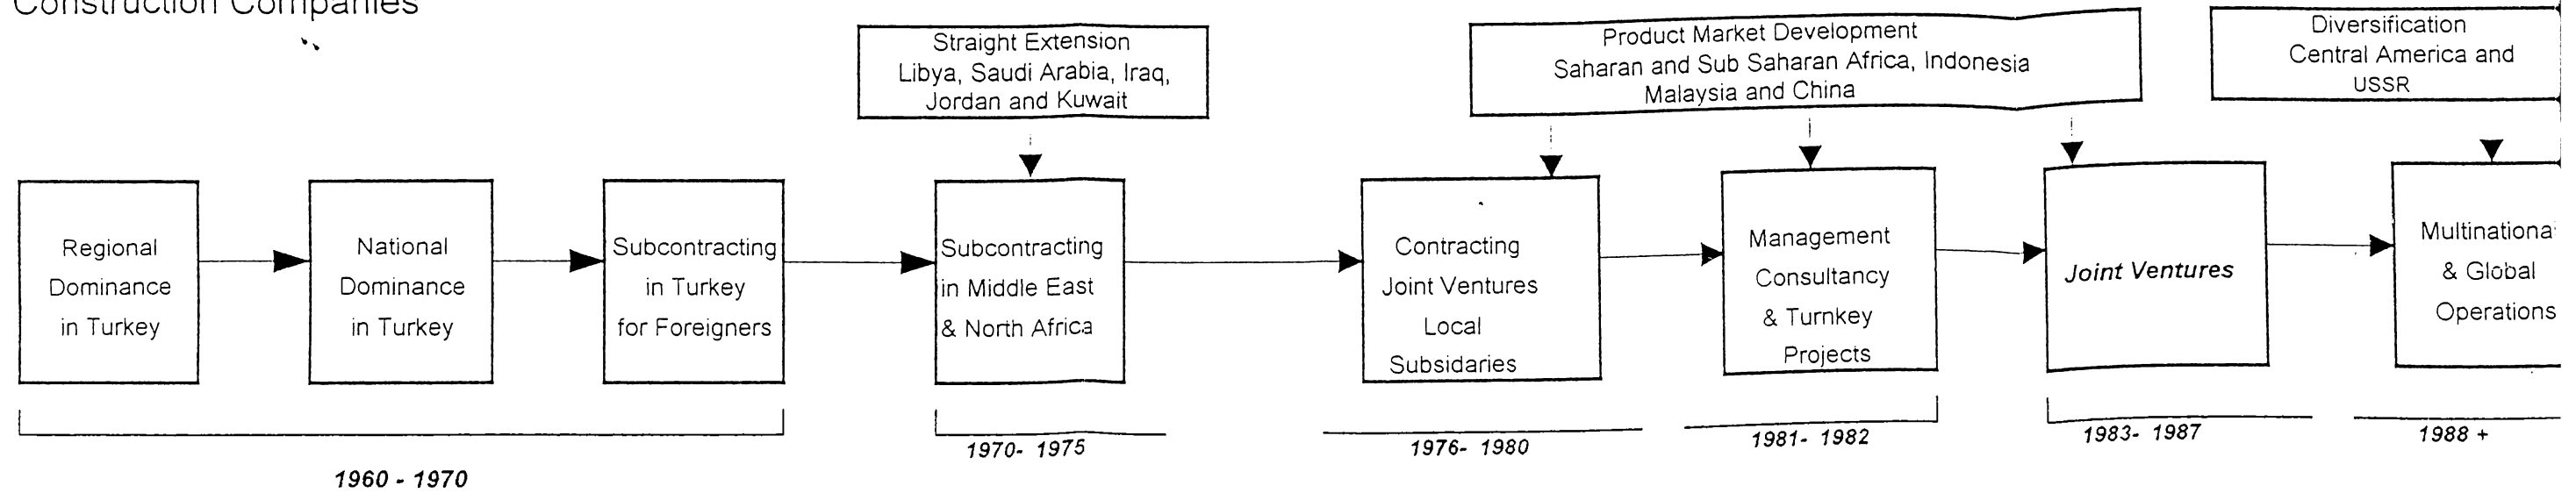 Construction Companies
Straight Extension
Libya, Saudi Arabia, Iraq,
Jordan and Kuwait
Product Market Development
Saharan and Sub Saharan Africa, Indonesia
Malaysia and China
Diversification
Central America and
USSR
Regional
Dominance
in Turkey
National
Dominance
in Turkey
Subcontracting
in Turkey
for Foreigners
Subcontracting
in Middle East
& North Africa
Contracting
Joint Ventures
Local
Subsidaries
Management
Consultancy
& Turnkey
Projects
Joint Ventures
Multinational
& Global
Operations
1960 - 1970
1970- 1975
1976- 1980
1981- 1982
1983- 1987
1988 +